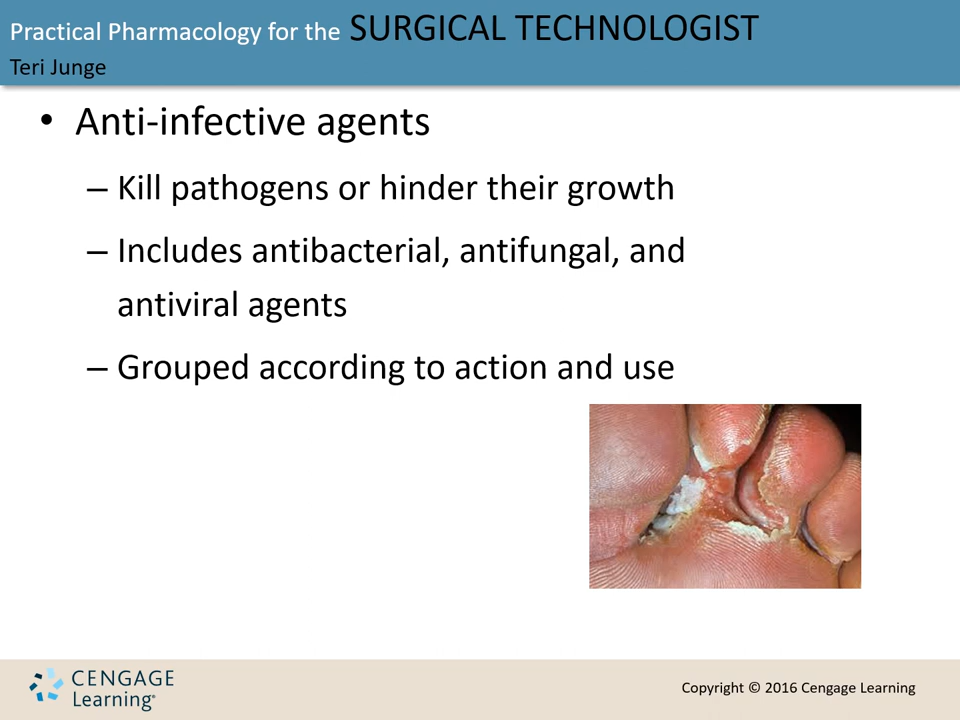 Practical Pharmacology for the SURGICAL TECHNOLOGIST
Teri Junge
• Anti-infective agents
– Kill pathogens or hinder their growth
– Includes antibacterial, antifungal, and
antiviral agents
– Grouped according to action and use
CENGAGE
Learning®
Copyright © 2016 Cengage Learning